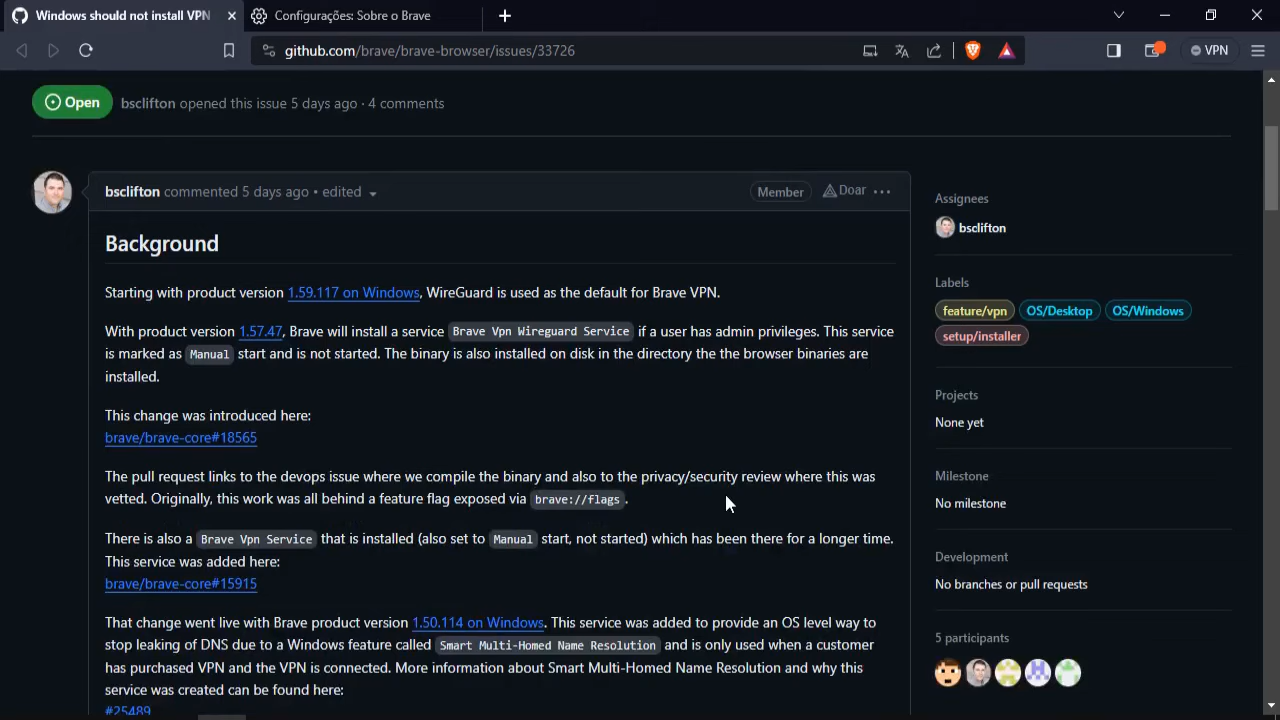 Windows should not install VPN
Configurações: Sobre o Brave
github.com/brave/brave-browser/issues/33726
VPN
Open
bsclifton opened this issue 5 days ago · 4 comments
bsclifton commented 5 days ago • edited
Member
Doar
Background
Starting with product version 1.59.117 on Windows, WireGuard is used as the default for Brave VPN.
With product version 1.57.47, Brave will install a service Brave Vpn Wireguard Service if a user has admin privileges. This service
is marked as Manual start and is not started. The binary is also installed on disk in the directory the the browser binaries are
installed.
This change was introduced here:
brave/brave-core#18565
The pull request links to the devops issue where we compile the binary and also to the privacy/security review where this was
vetted. Originally, this work was all behind a feature flag exposed via brave://flags.
There is also a Brave Vpn Service that is installed (also set to Manual start, not started) which has been there for a longer time.
This service was added here:
brave/brave-core#15915
That change went live with Brave product version 1.50.114 on Windows. This service was added to provide an OS level way to
stop leaking of DNS due to a Windows feature called Smart Multi-Homed Name Resolution and is only used when a customer
has purchased VPN and the VPN is connected. More information about Smart Multi-Homed Name Resolution and why this
service was created can be found here:
#25489
Assignees
bsclifton
Labels
feature/vpn OS/Desktop OS/Windows
setup/installer
Projects
None yet
Milestone
No milestone
Development
No branches or pull requests
5 participants